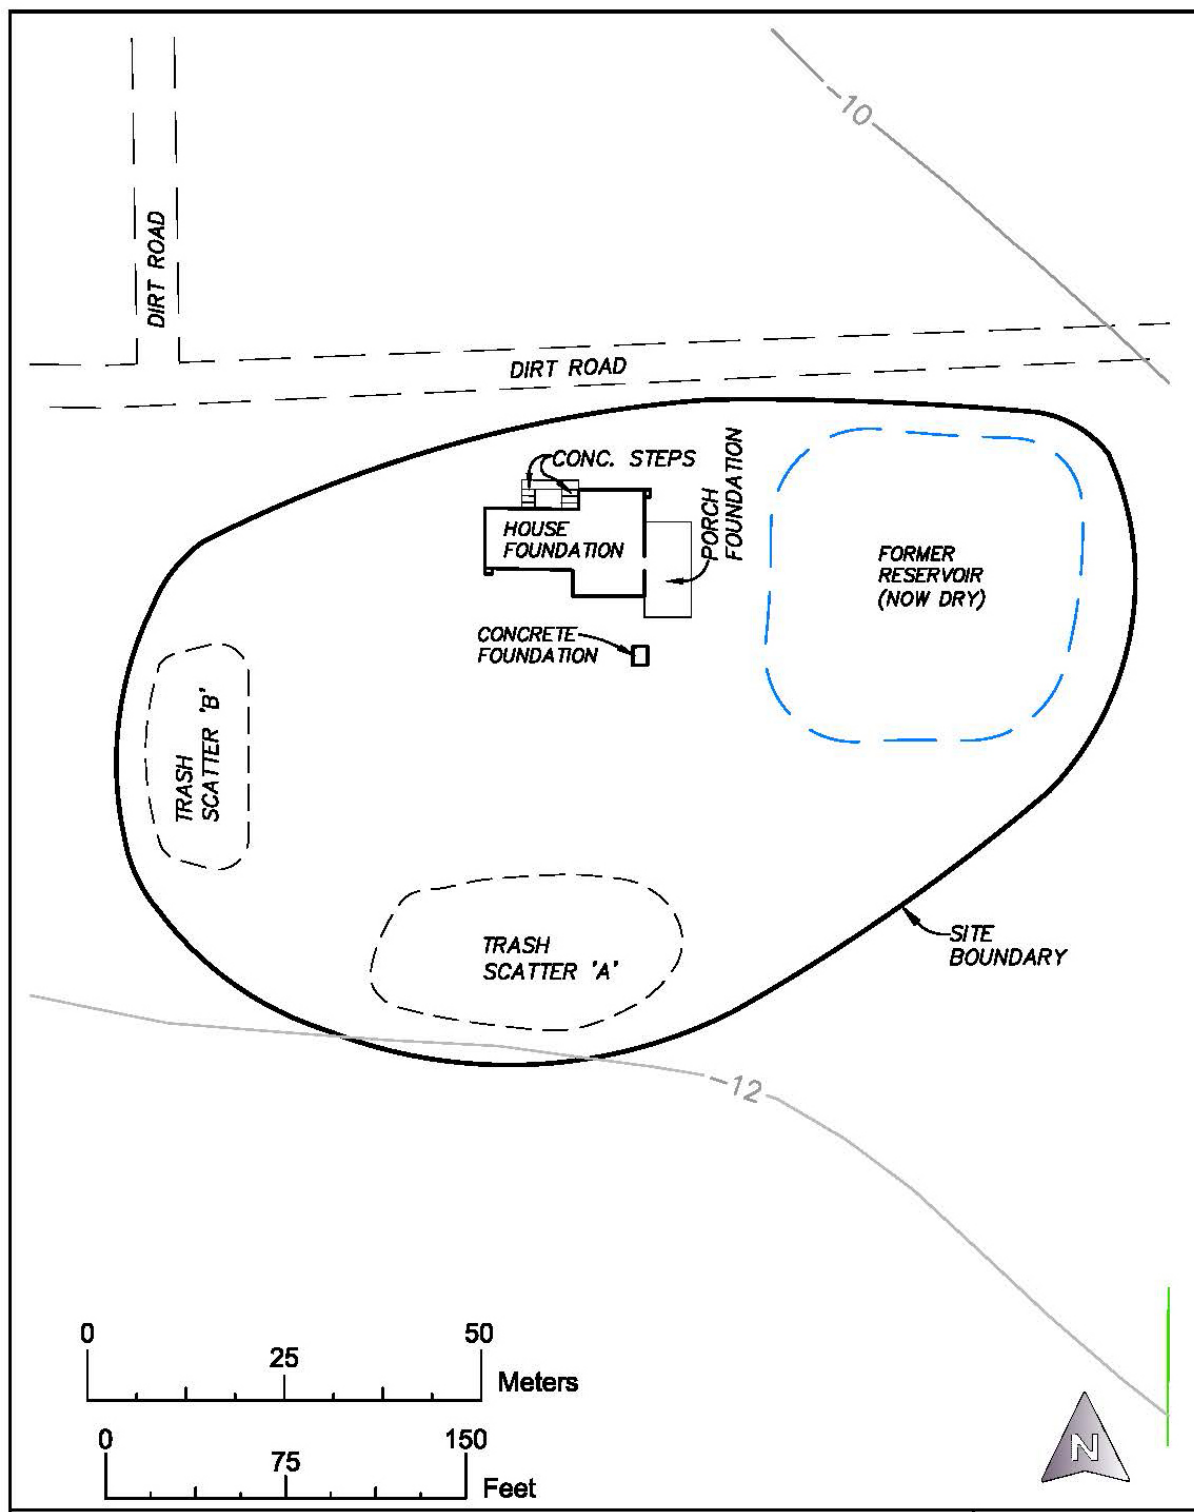 -10
DIRT ROAD
DIRT ROAD
CONC. STEPS
PORCH
FOUNDATION
HOUSE
FOUNDATION
FORMER
RESERVOIR
(NOW DRY)
CONCRETE
FOUNDATION
TRASH
SCATTER 'B'
TRASH
SCATTER 'A'
SITE
BOUNDARY
-12
0 25 50
Meters
0 75 150
Feet
N